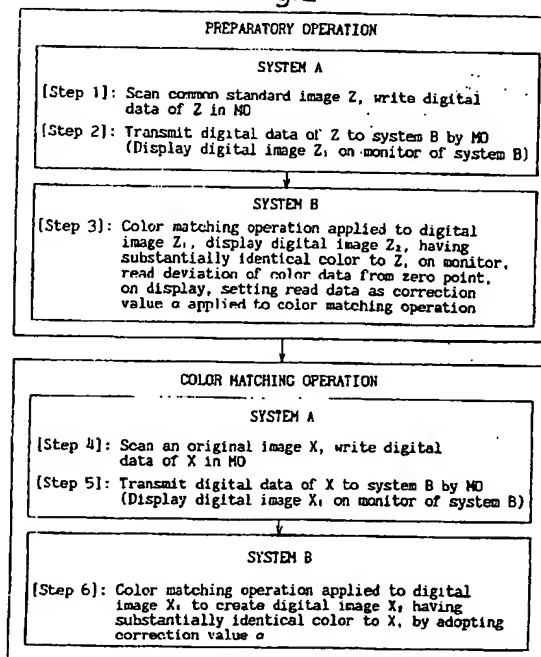 PREPARATORY OPERATION
SYSTEM A
[Step 1]: Scan common standard image Z, write digital
data of Z in MO
[Step 2]: Transmit digital data of Z to system B by MO
(Display digital image Z₁ on monitor of system B)
SYSTEM B
[Step 3]: Color matching operation applied to digital
image Z₁, display digital image Z₂, having
substantially identical color to Z, on monitor,
read deviation of color data from zero point,
on display, setting read data as correction
value α applied to color matching operation
COLOR MATCHING OPERATION
SYSTEM A
[Step 4]: Scan an original image X, write digital
data of X in MO
[Step 5]: Transmit digital data of X to system B by MO
(Display digital image X₁ on monitor of system B)
SYSTEM B
[Step 6]: Color matching operation applied to digital
image X₁ to create digital image X₂ having
substantially identical color to X, by adopting
correction value α